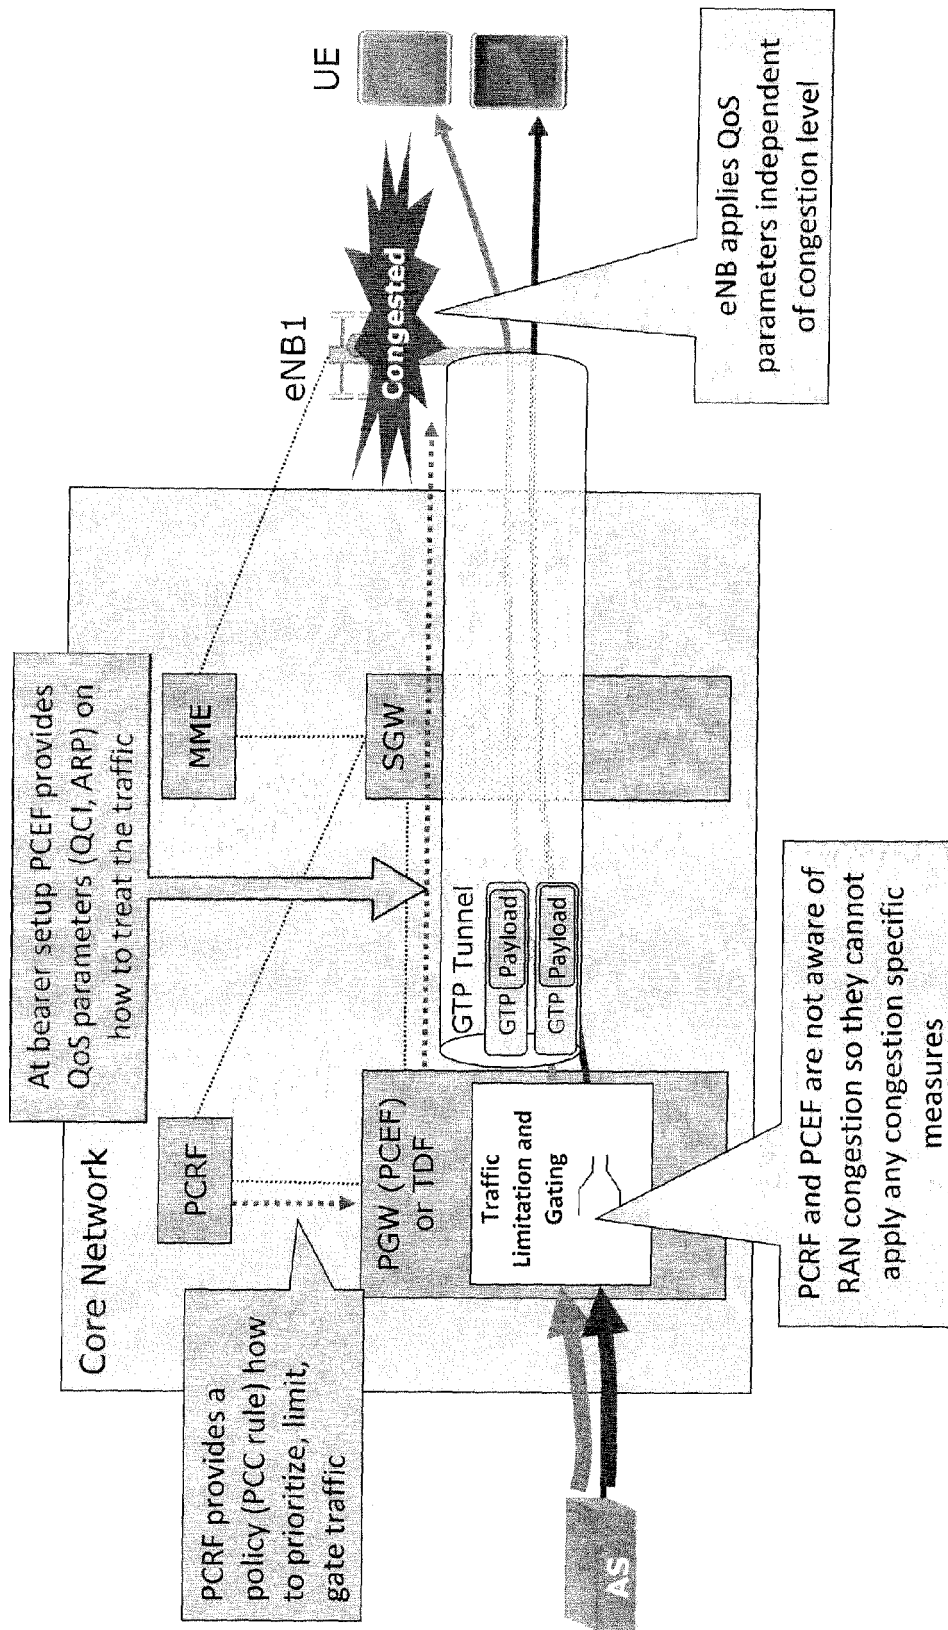 Core Network
PCRF provides a
policy (PCC rule) how
to prioritize, limit,
gate traffic
At bearer setup PCEF provides
QoS parameters (QCI, ARP) on
how to treat the traffic
PCRF
MME
eNB1
UE
Congested
PGW (PCEF)
or TDF
SGW
Traffic
Limitation and
Gating
GTP Tunnel
GTP Payload
GTP Payload
AS
PCRF and PCEF are not aware of
RAN congestion so they cannot
apply any congestion specific
measures
eNB applies QoS
parameters independent
of congestion level